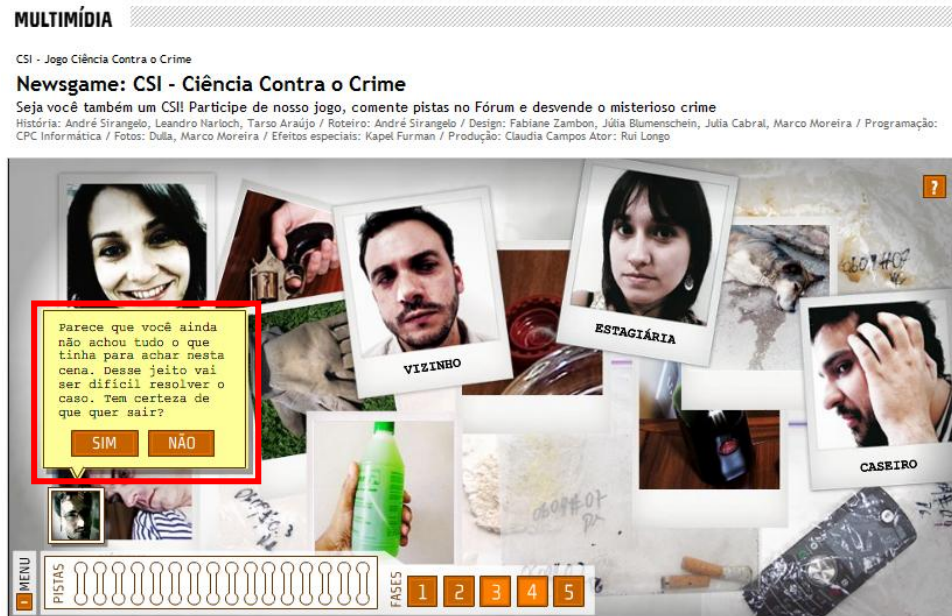 MULTIMÍDIA
CSI - Jogo Ciência Contra o Crime
Newsgame: CSI - Ciência Contra o Crime
Seja você também um CSI! Participe de nosso jogo, comente pistas no Fórum e desvende o misterioso crime
História: André Sirangelo, Leandro Narloch, Tarso Araújo / Roteiro: André Sirangelo / Design: Fabiane Zambon, Júlia Blumenschein, Julia Cabral, Marco Moreira / Programação:
CPC Informática / Fotos: Dulla, Marco Moreira / Efeitos especiais: Kapel Furman / Produção: Claudia Campos Ator: Rui Longo
?
Parece que você ainda
não achou tudo o que
tinha para achar nesta
cena. Desse jeito vai
ser difícil resolver o
caso. Tem certeza de
que quer sair?
SIM NÃO
VIZINHO
ESTAGIÁRIA
CASEIRO
MENU
PISTAS
FASES
1 2 3 4 5